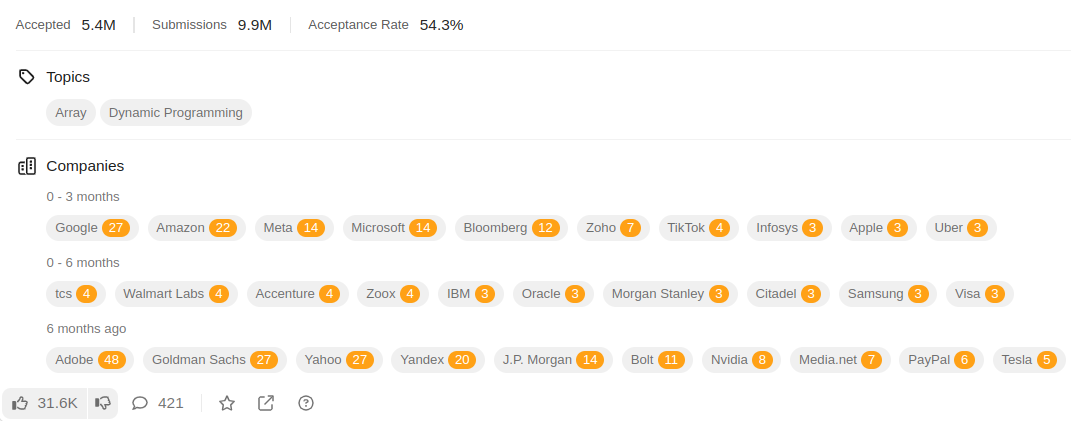 Accepted 5.4M Submissions 9.9M Acceptance Rate 54.3%
Topics
Array Dynamic Programming
Companies
0 - 3 months
Google 27 Amazon 22 Meta 14 Microsoft 14 Bloomberg 12 Zoho 7 TikTok 4 Infosys 3 Apple 3 Uber 3
0 - 6 months
tcs 4 Walmart Labs 4 Accenture 4 Zoox 4 IBM 3 Oracle 3 Morgan Stanley 3 Citadel 3 Samsung 3 Visa 3
6 months ago
Adobe 48 Goldman Sachs 27 Yahoo 27 Yandex 20 J.P. Morgan 14 Bolt 11 Nvidia 8 Media.net 7 PayPal 6 Tesla 5
31.6K 421